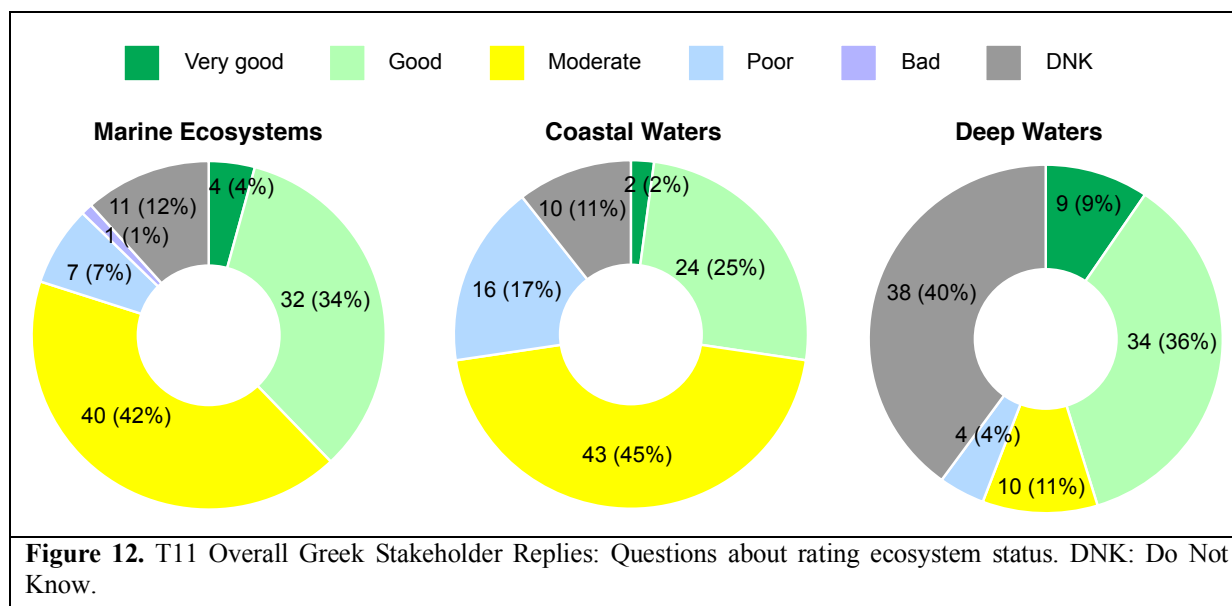 Very good Good Moderate Poor Bad DNK
Marine Ecosystems
4 (4%)
32 (34%)
40 (42%)
7 (7%)
1 (1%)
11 (12%)
Coastal Waters
2 (2%)
24 (25%)
43 (45%)
16 (17%)
10 (11%)
Deep Waters
9 (9%)
34 (36%)
10 (11%)
4 (4%)
38 (40%)
Figure 12. T11 Overall Greek Stakeholder Replies: Questions about rating ecosystem status. DNK: Do Not
Know.